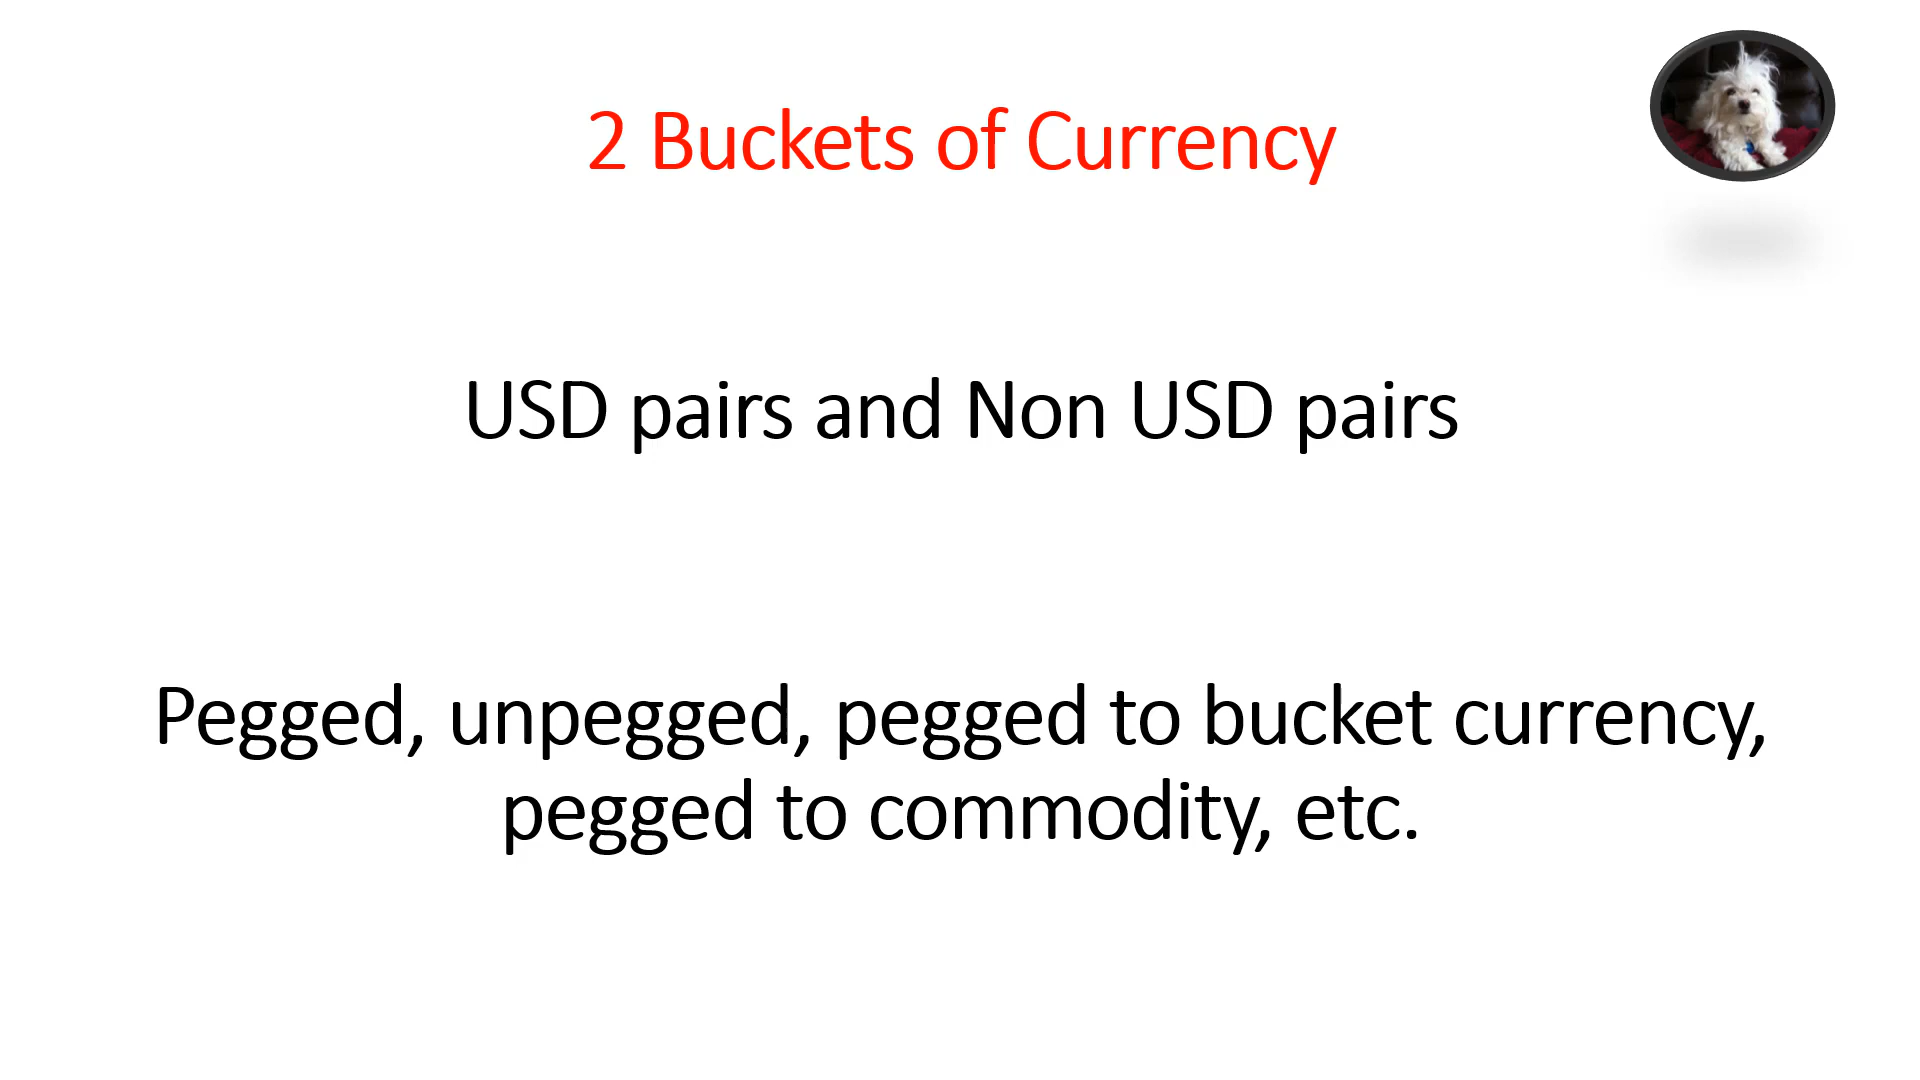 2 Buckets of Currency
USD pairs and Non USD pairs
Pegged, unpegged, pegged to bucket currency,
pegged to commodity, etc.